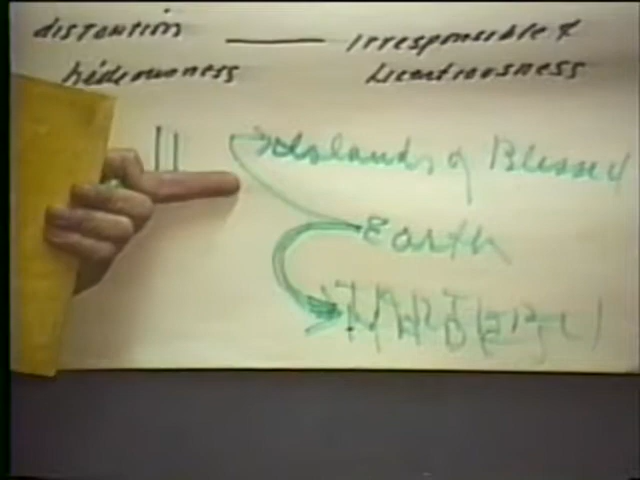 distortion — irresponsible &
hideousness licentiousness
Islands of Blessed
Earth